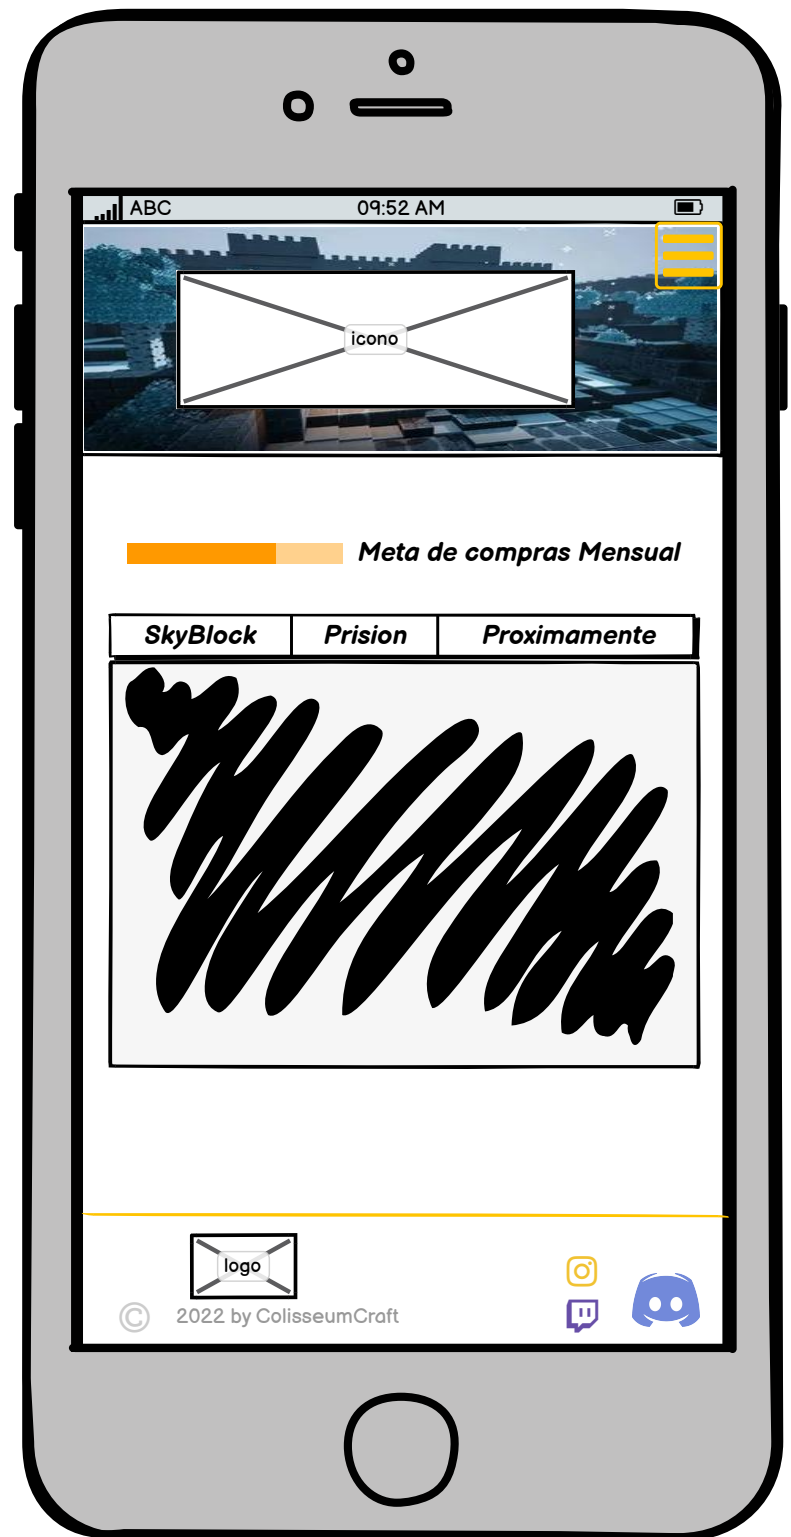 ABC 09:52 AM
icono
Meta de compras Mensual
SkyBlock Prision Proximamente
logo
© 2022 by ColisseumCraft